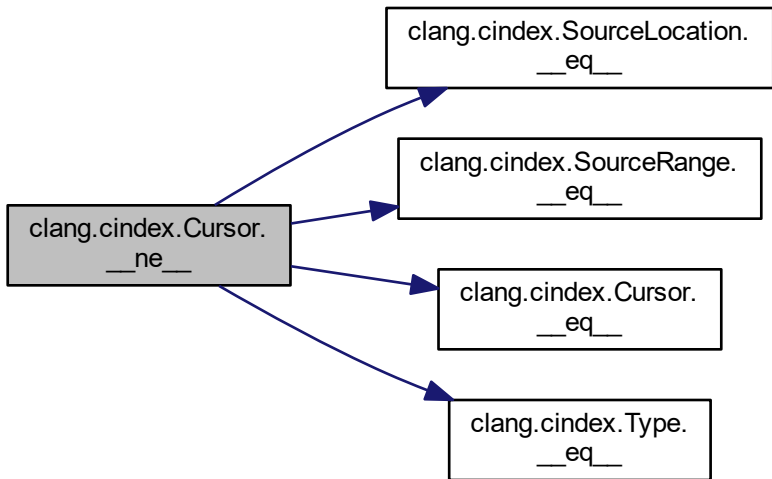 clang.cindex.SourceLocation.
__eq__
clang.cindex.SourceRange.
__eq__
clang.cindex.Cursor.
__ne__
clang.cindex.Cursor.
__eq__
clang.cindex.Type.
__eq__